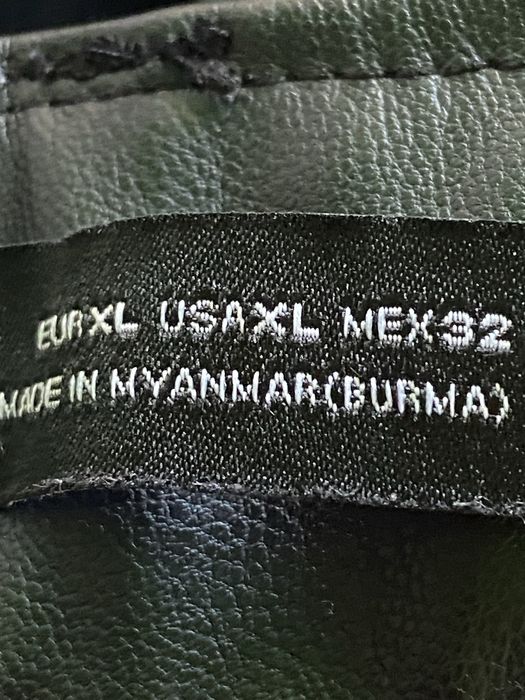 EUR XL USA XL MEX 32
MADE IN MYANMAR(BURMA)